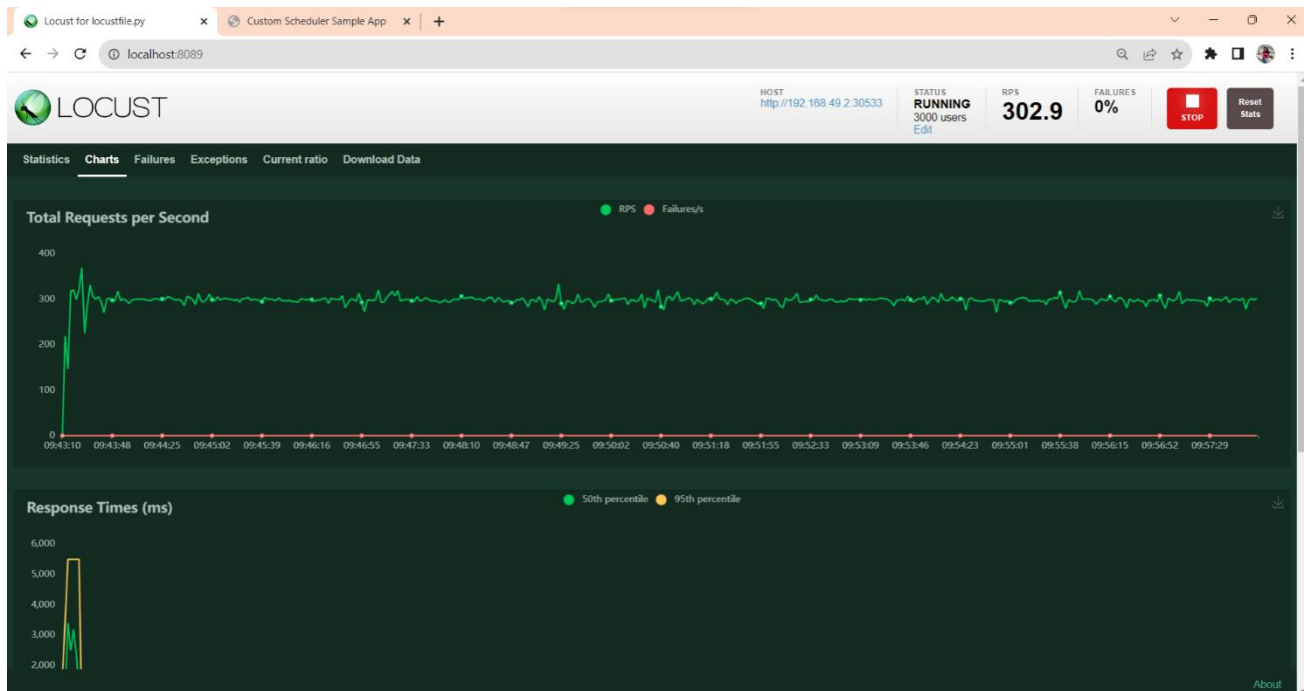 Locust for locustfile.py
Custom Scheduler Sample App
localhost:8089
LOCUST
HOST
http://192.168.49.2:30533
STATUS
RUNNING
3000 users
Edit
RPS
302.9
FAILURES
0%
STOP
Reset
Stats
Statistics Charts Failures Exceptions Current ratio Download Data
Total Requests per Second
RPS Failures/s
400
300
200
100
0
09:43:10 09:43:48 09:44:25 09:45:02 09:45:39 09:46:16 09:46:55 09:47:33 09:48:10 09:48:47 09:49:25 09:50:02 09:50:40 09:51:18 09:51:55 09:52:33 09:53:09 09:53:46 09:54:23 09:55:01 09:55:38 09:56:15 09:56:52 09:57:29
Response Times (ms)
50th percentile 95th percentile
6,000
5,000
4,000
3,000
2,000
About